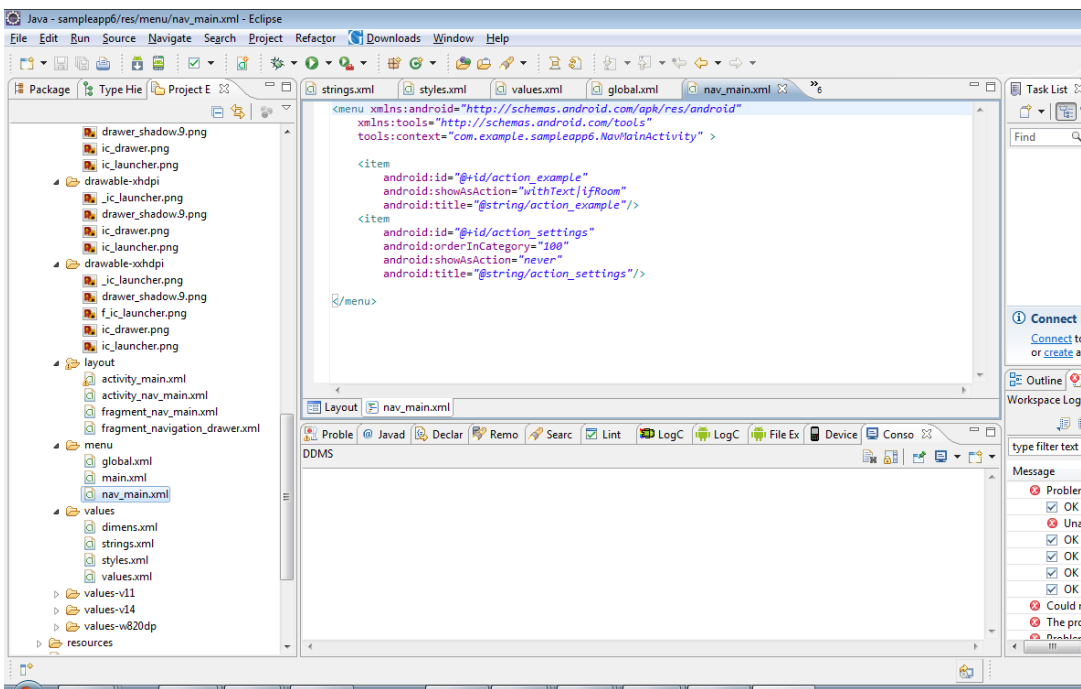 Java - sampleapp6/res/menu/nav_main.xml - Eclipse
File Edit Run Source Navigate Search Project Refactor Downloads Window Help
Package Type Hie Project E
strings.xml styles.xml values.xml global.xml nav_main.xml 6
Task List
Find
drawer_shadow.9.png
ic_drawer.png
ic_launcher.png
drawable-xhdpi
_ic_launcher.png
drawer_shadow.9.png
ic_drawer.png
ic_launcher.png
drawable-xxhdpi
_ic_launcher.png
drawer_shadow.9.png
f_ic_launcher.png
ic_drawer.png
ic_launcher.png
layout
activity_main.xml
activity_nav_main.xml
fragment_nav_main.xml
fragment_navigation_drawer.xml
menu
global.xml
main.xml
nav_main.xml
values
dimens.xml
strings.xml
styles.xml
values.xml
values-v11
values-v14
values-w820dp
resources
<menu xmlns:android="http://schemas.android.com/apk/res/android"
xmlns:tools="http://schemas.android.com/tools"
tools:context="com.example.sampleapp6.NavMainActivity" >
<item
android:id="@+id/action_example"
android:showAsAction="withText|ifRoom"
android:title="@string/action_example"/>
<item
android:id="@+id/action_settings"
android:orderInCategory="100"
android:showAsAction="never"
android:title="@string/action_settings"/>
</menu>
Layout nav_main.xml
Proble Javad Declar Remo Searc Lint LogC LogC File Ex Device Conso
DDMS
Connect
Connect to
or create a
Outline
Workspace Log
type filter text
Message
Problem
OK
Una
OK
OK
OK
OK
Could n
The pro
Problem